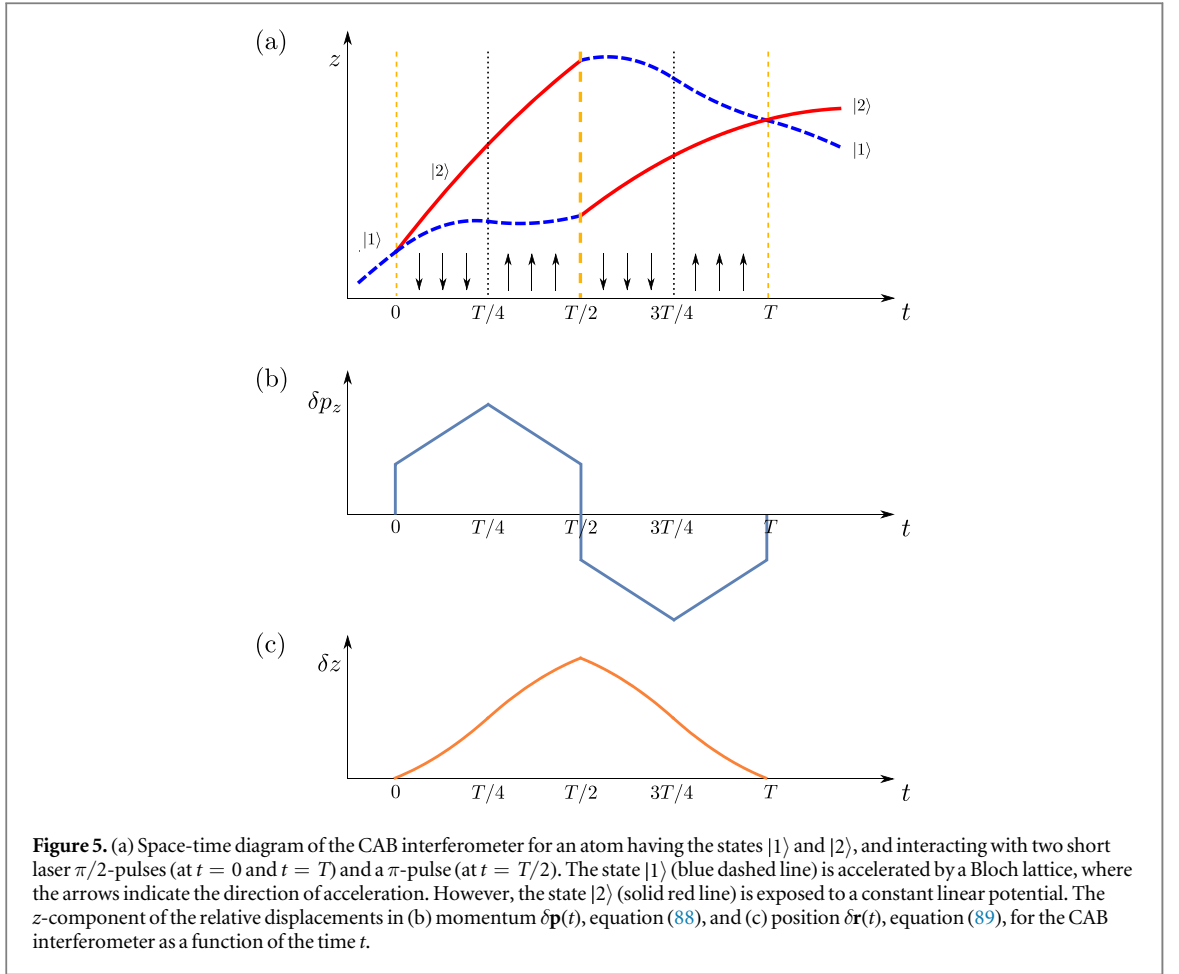 (a)
z
|2⟩
|2⟩
|1⟩
|1⟩
0 T/4 T/2 3T/4 T t
(b)
δp_z
0 T/4 T/2 3T/4 T t
(c)
δz
0 T/4 T/2 3T/4 T t
Figure 5. (a) Space-time diagram of the CAB interferometer for an atom having the states |1⟩ and |2⟩, and interacting with two short
laser π/2-pulses (at t = 0 and t = T) and a π-pulse (at t = T/2). The state |1⟩ (blue dashed line) is accelerated by a Bloch lattice, where
the arrows indicate the direction of acceleration. However, the state |2⟩ (solid red line) is exposed to a constant linear potential. The
z-component of the relative displacements in (b) momentum δp(t), equation (88), and (c) position δr(t), equation (89), for the CAB
interferometer as a function of the time t.